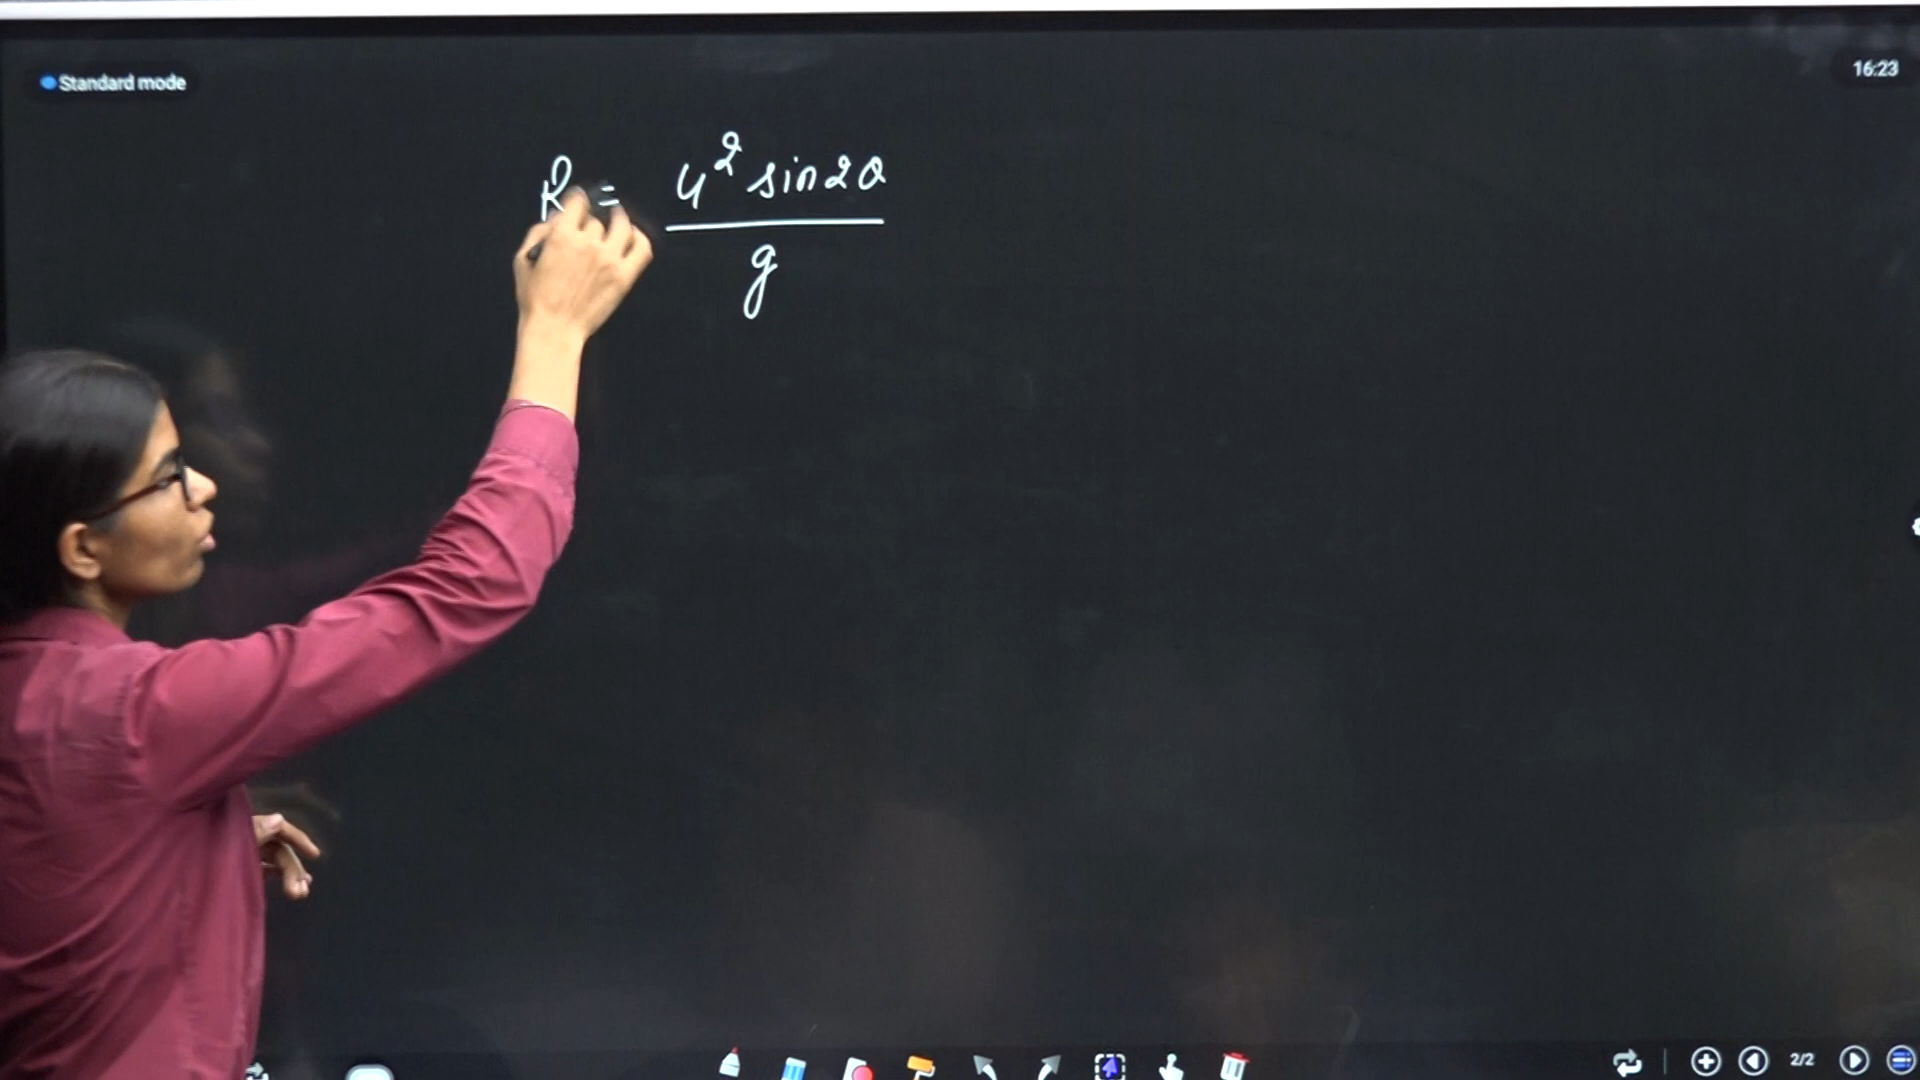 Standard mode
16:23
R = u² sin2θ
g
2/2